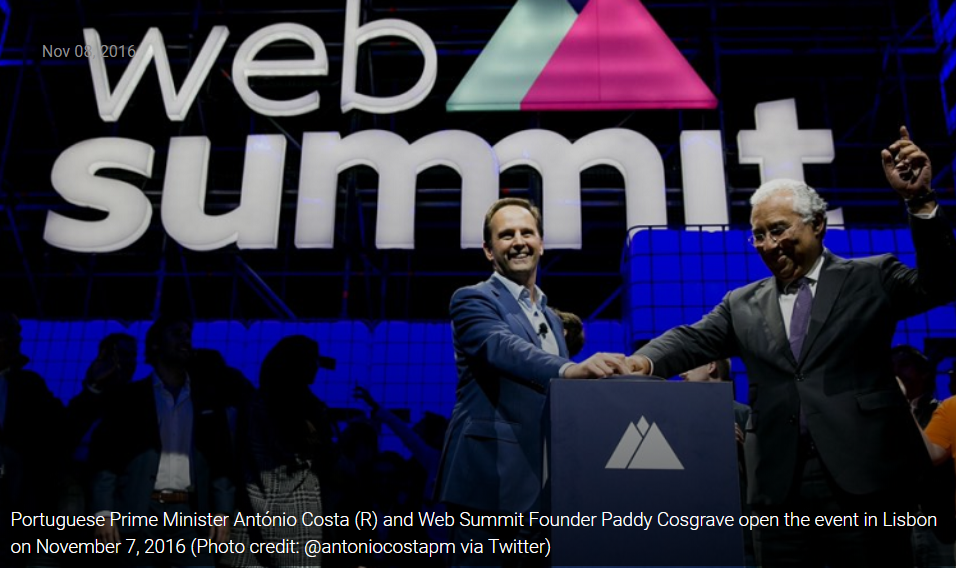 Nov 08, 2016
web
summit
Portuguese Prime Minister António Costa (R) and Web Summit Founder Paddy Cosgrave open the event in Lisbon
on November 7, 2016 (Photo credit: @antoniocostapm via Twitter)